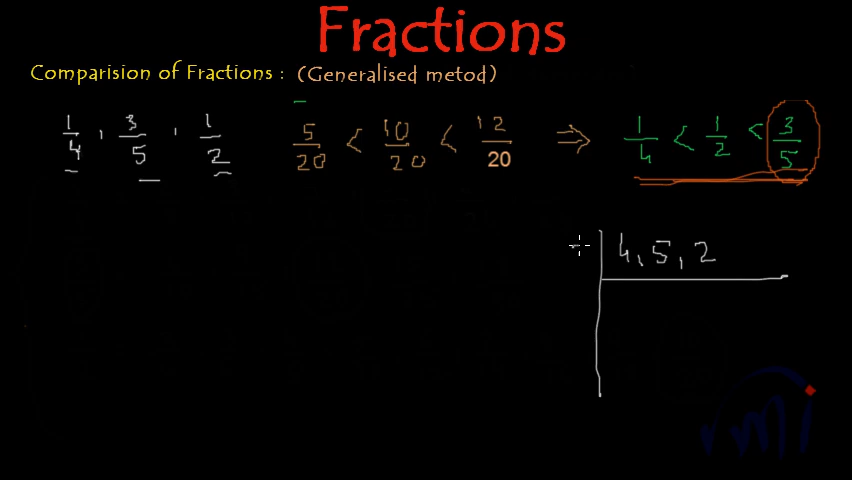 Fractions
Comparision of Fractions : (Generalised metod)
1/4 , 3/5 , 1/2 5/20 < 10/20 < 12/20 ⇒ 1/4 < 1/2 < 3/5
4, 5, 2
rmi